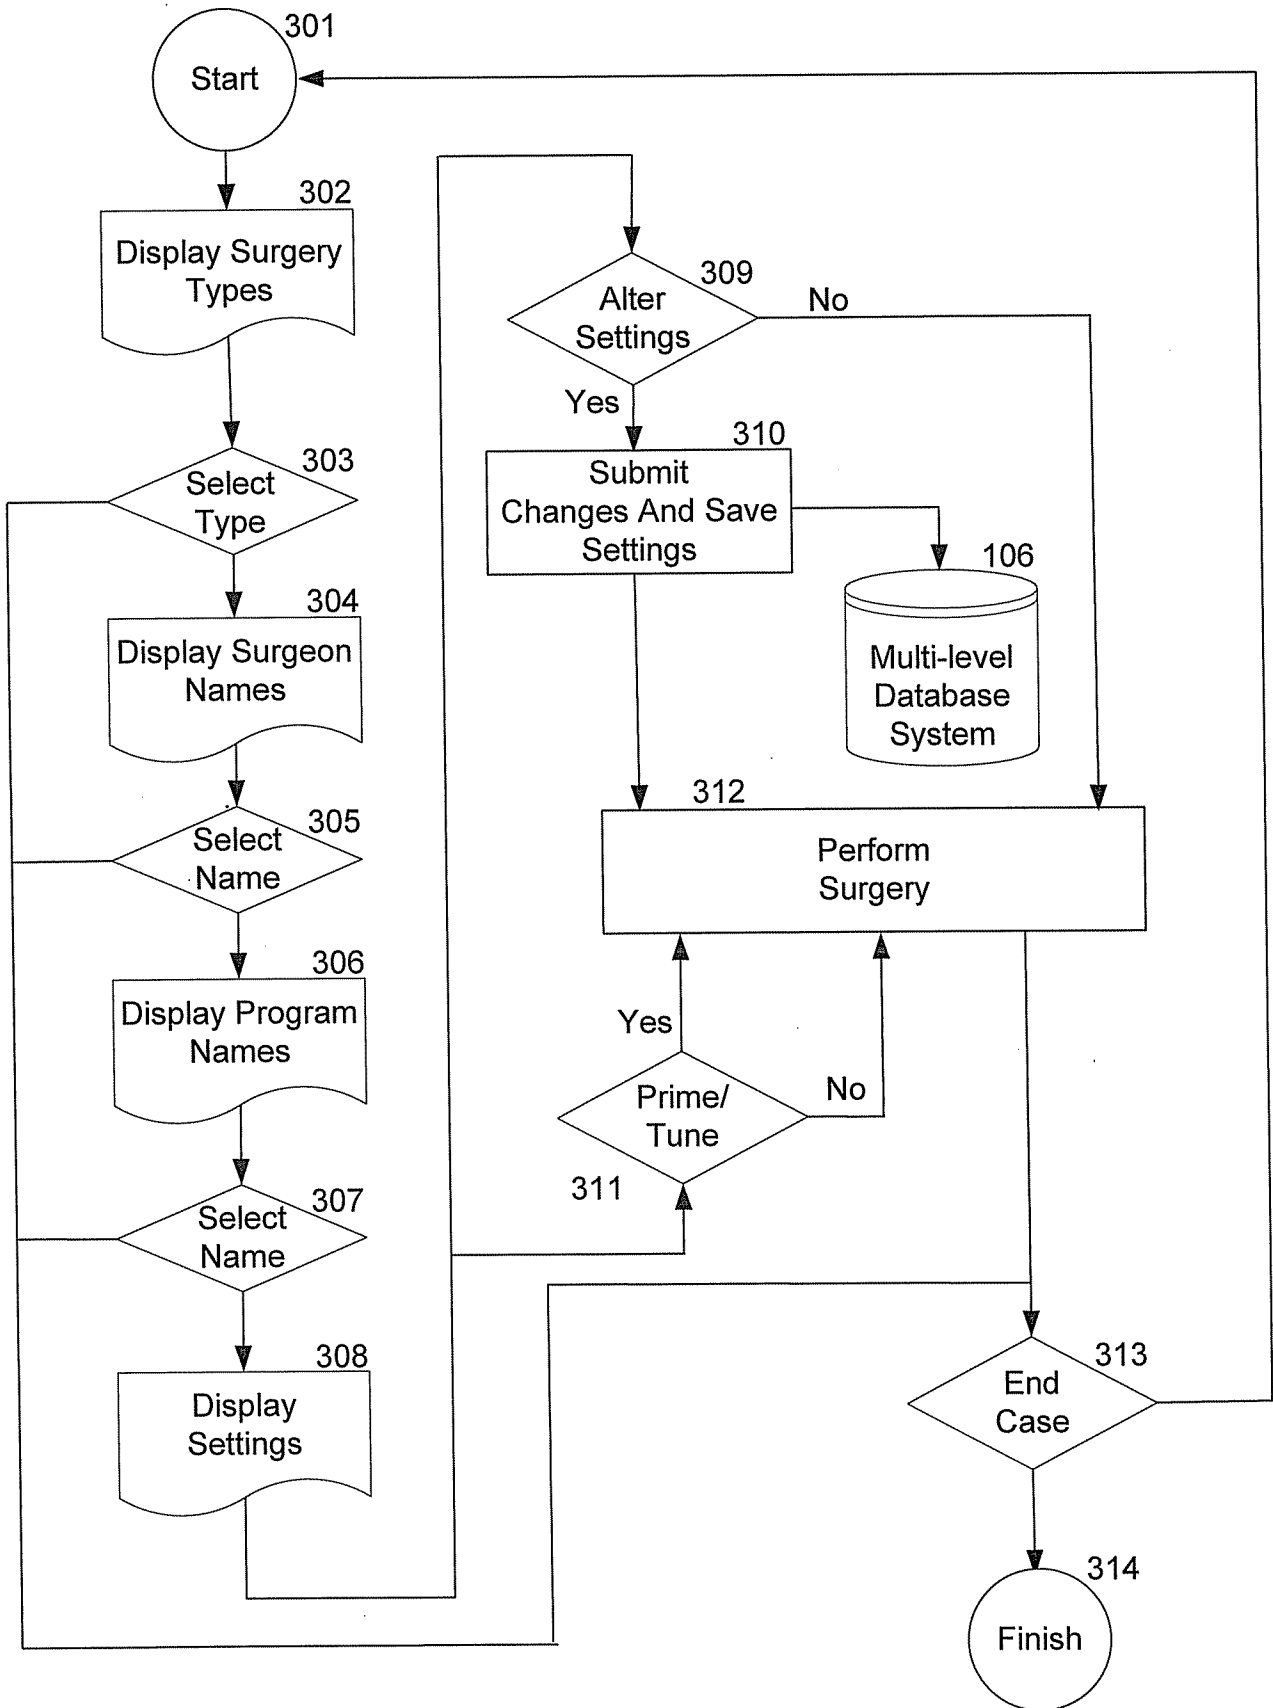 301
Start
302
Display Surgery
Types
303
Select
Type
304
Display Surgeon
Names
305
Select
Name
306
Display Program
Names
307
Select
Name
308
Display
Settings
309
Alter
Settings
No
Yes
310
Submit
Changes And Save
Settings
106
Multi-level
Database
System
312
Perform
Surgery
Yes
No
Prime/
Tune
311
313
End
Case
314
Finish